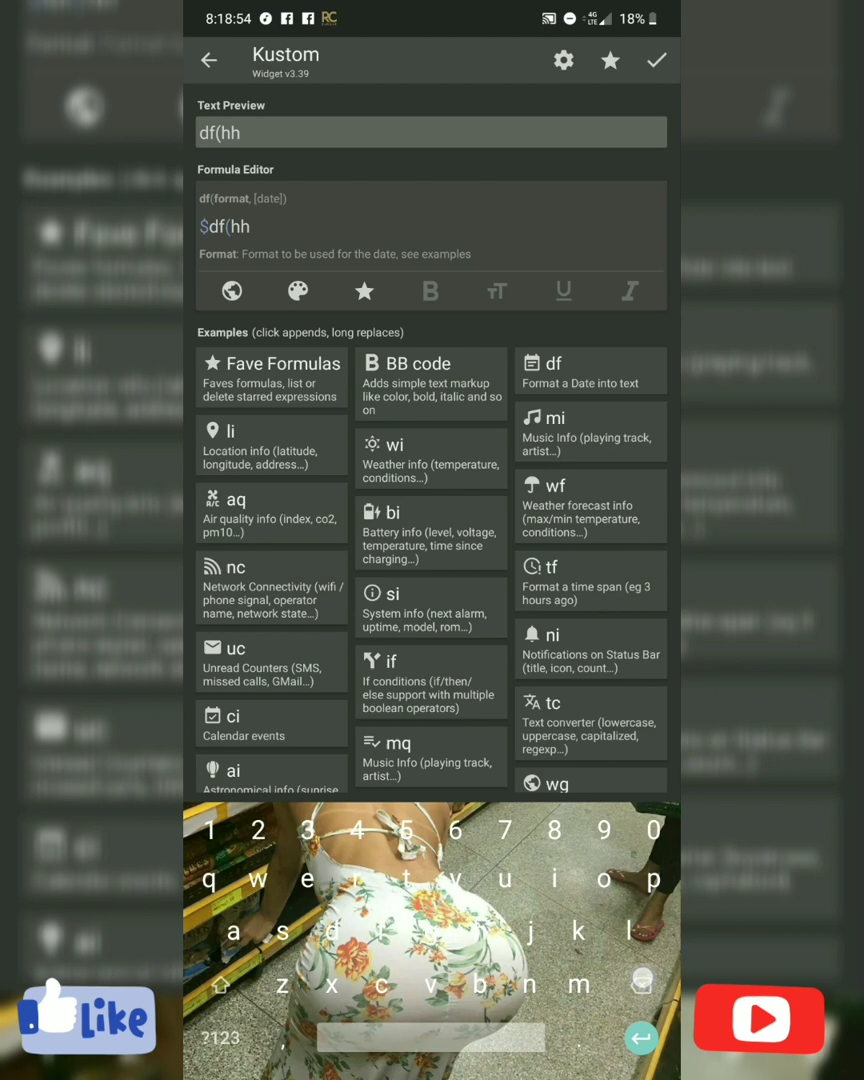 8:18:54
RC
4G
LTE
18%
Kustom
Widget v3.39
Text Preview
df(hh
Formula Editor
df(format, [date])
$df(hh
Format: Format to be used for the date, see examples
B TT U I
Examples (click appends, long replaces)
Fave Formulas
Faves formulas, list or
delete starred expressions
B BB code
Adds simple text markup
like color, bold, italic and so
on
df
Format a Date into text
li
Location info (latitude,
longitude, address...)
wi
Weather info (temperature,
conditions...)
mi
Music Info (playing track,
artist...)
R/C
aq
Air quality info (index, co2,
pm10...)
bi
Battery info (level, voltage,
temperature, time since
charging...)
wf
Weather forecast info
(max/min temperature,
conditions...)
nc
Network Connectivity (wifi /
phone signal, operator
name, network state...)
si
System info (next alarm,
uptime, model, rom...)
tf
Format a time span (eg 3
hours ago)
uc
Unread Counters (SMS,
missed calls, GMail...)
if
If conditions (if/then/
else support with multiple
boolean operators)
ni
Notifications on Status Bar
(title, icon, count...)
ci
Calendar events
mq
Music Info (playing track,
artist...)
tc
Text converter (lowercase,
uppercase, capitalized,
regexp...)
ai
Astronomical info (sunrise
wg
1 2 3 4 5 6 7 8 9 0
q w e r t y u i o p
a s d f g h j k l
z x c v b n m
?123 , .
Like